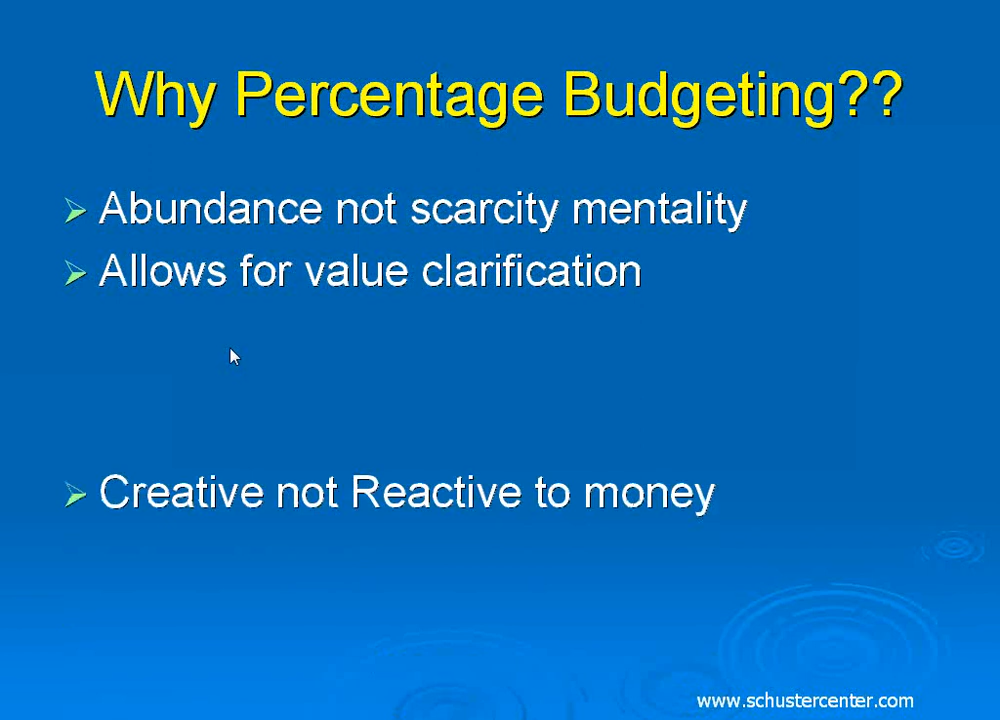 Why Percentage Budgeting??
Abundance not scarcity mentality
Allows for value clarification
Creative not Reactive to money
www.schustercenter.com